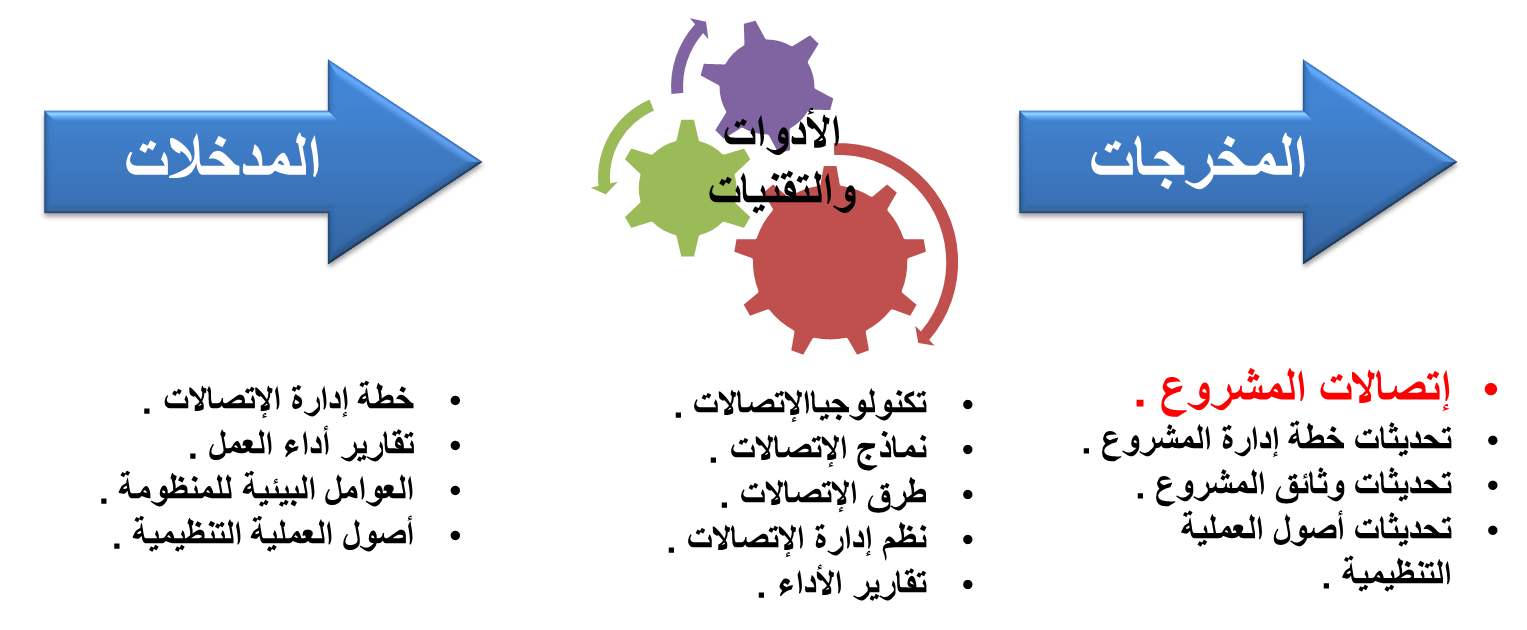 المدخلات
الأدوات
والتقنيات
المخرجات
• خطة إدارة الإتصالات .
• تقارير أداء العمل .
• العوامل البيئية للمنظومة .
• أصول العملية التنظيمية .
• تكنولوجياالإتصالات .
• نماذج الإتصالات .
• طرق الإتصالات .
• نظم إدارة الإتصالات .
• تقارير الأداء .
• إتصالات المشروع .
• تحديثات خطة إدارة المشروع .
• تحديثات وثائق المشروع .
• تحديثات أصول العملية
التنظيمية .